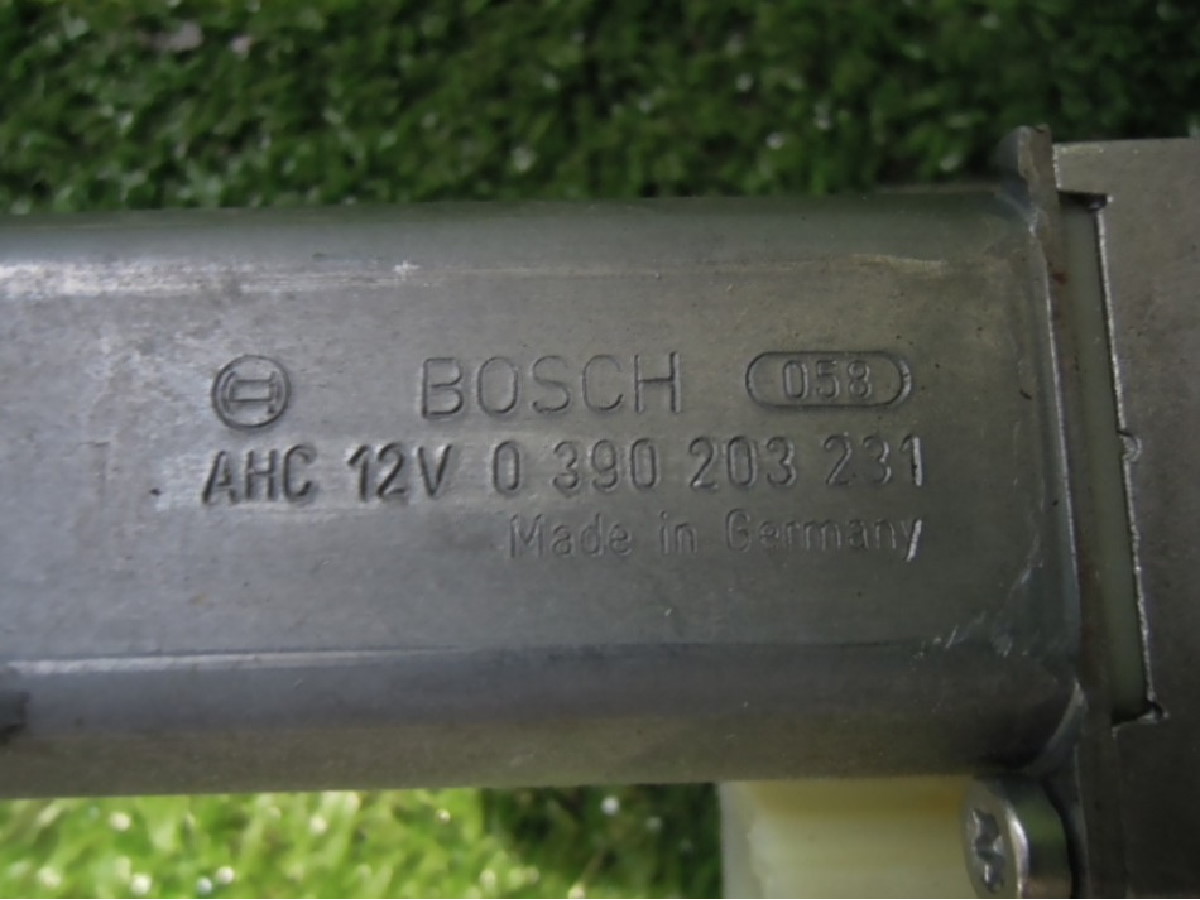 BOSCH 058
AHC 12V 0 390 203 231
Made in Germany